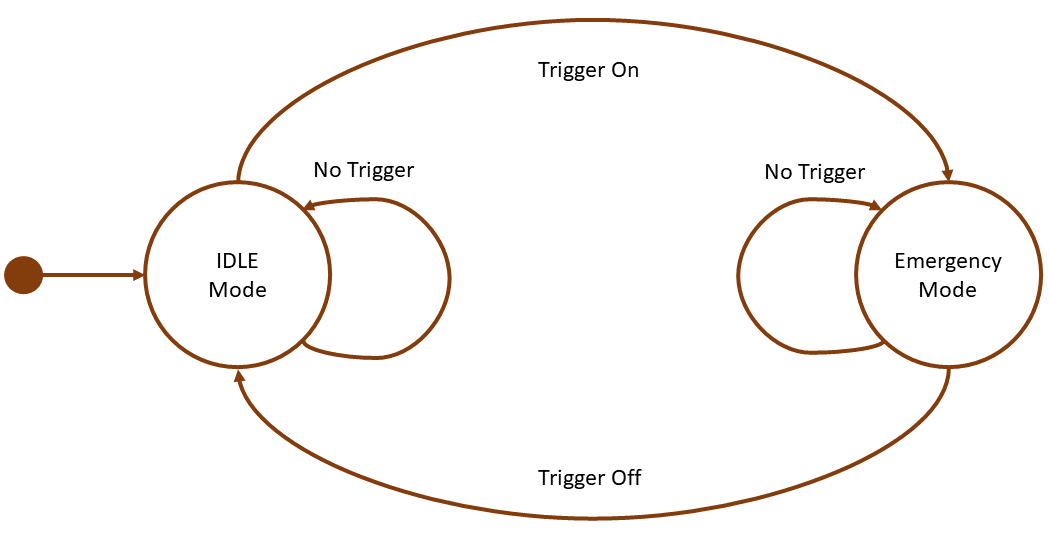 Trigger On
No Trigger
No Trigger
IDLE
Mode
Emergency
Mode
Trigger Off